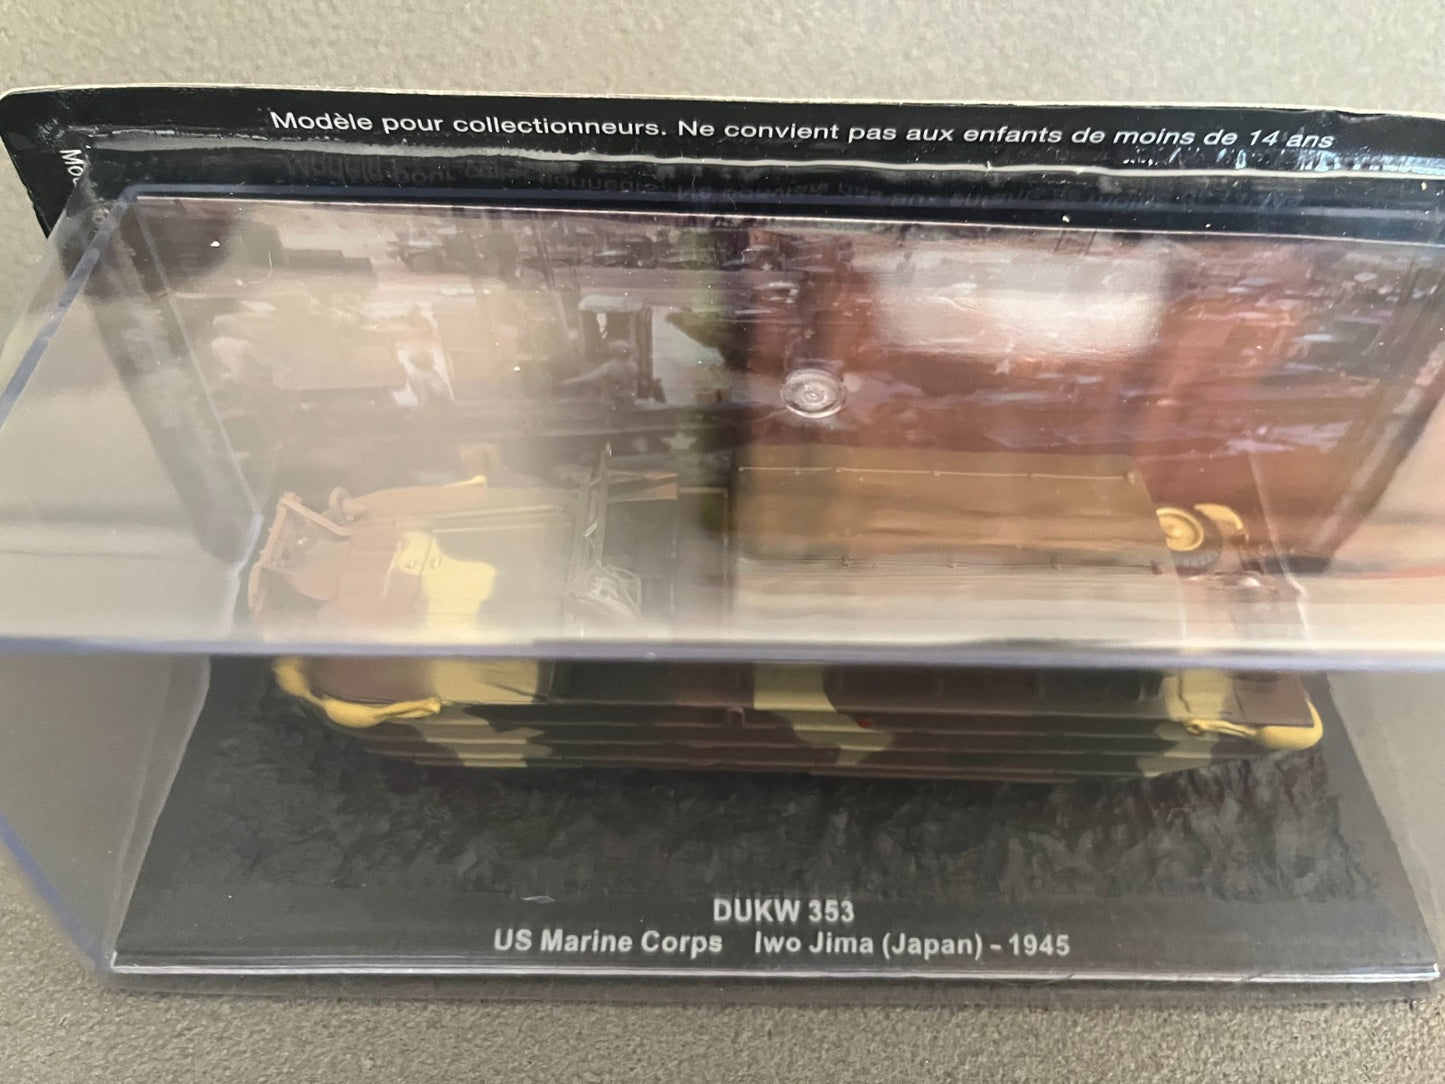 Modèle pour collectionneurs. Ne convient pas aux enfants de moins de 14 ans
DUKW 353
US Marine Corps Iwo Jima (Japan) - 1945